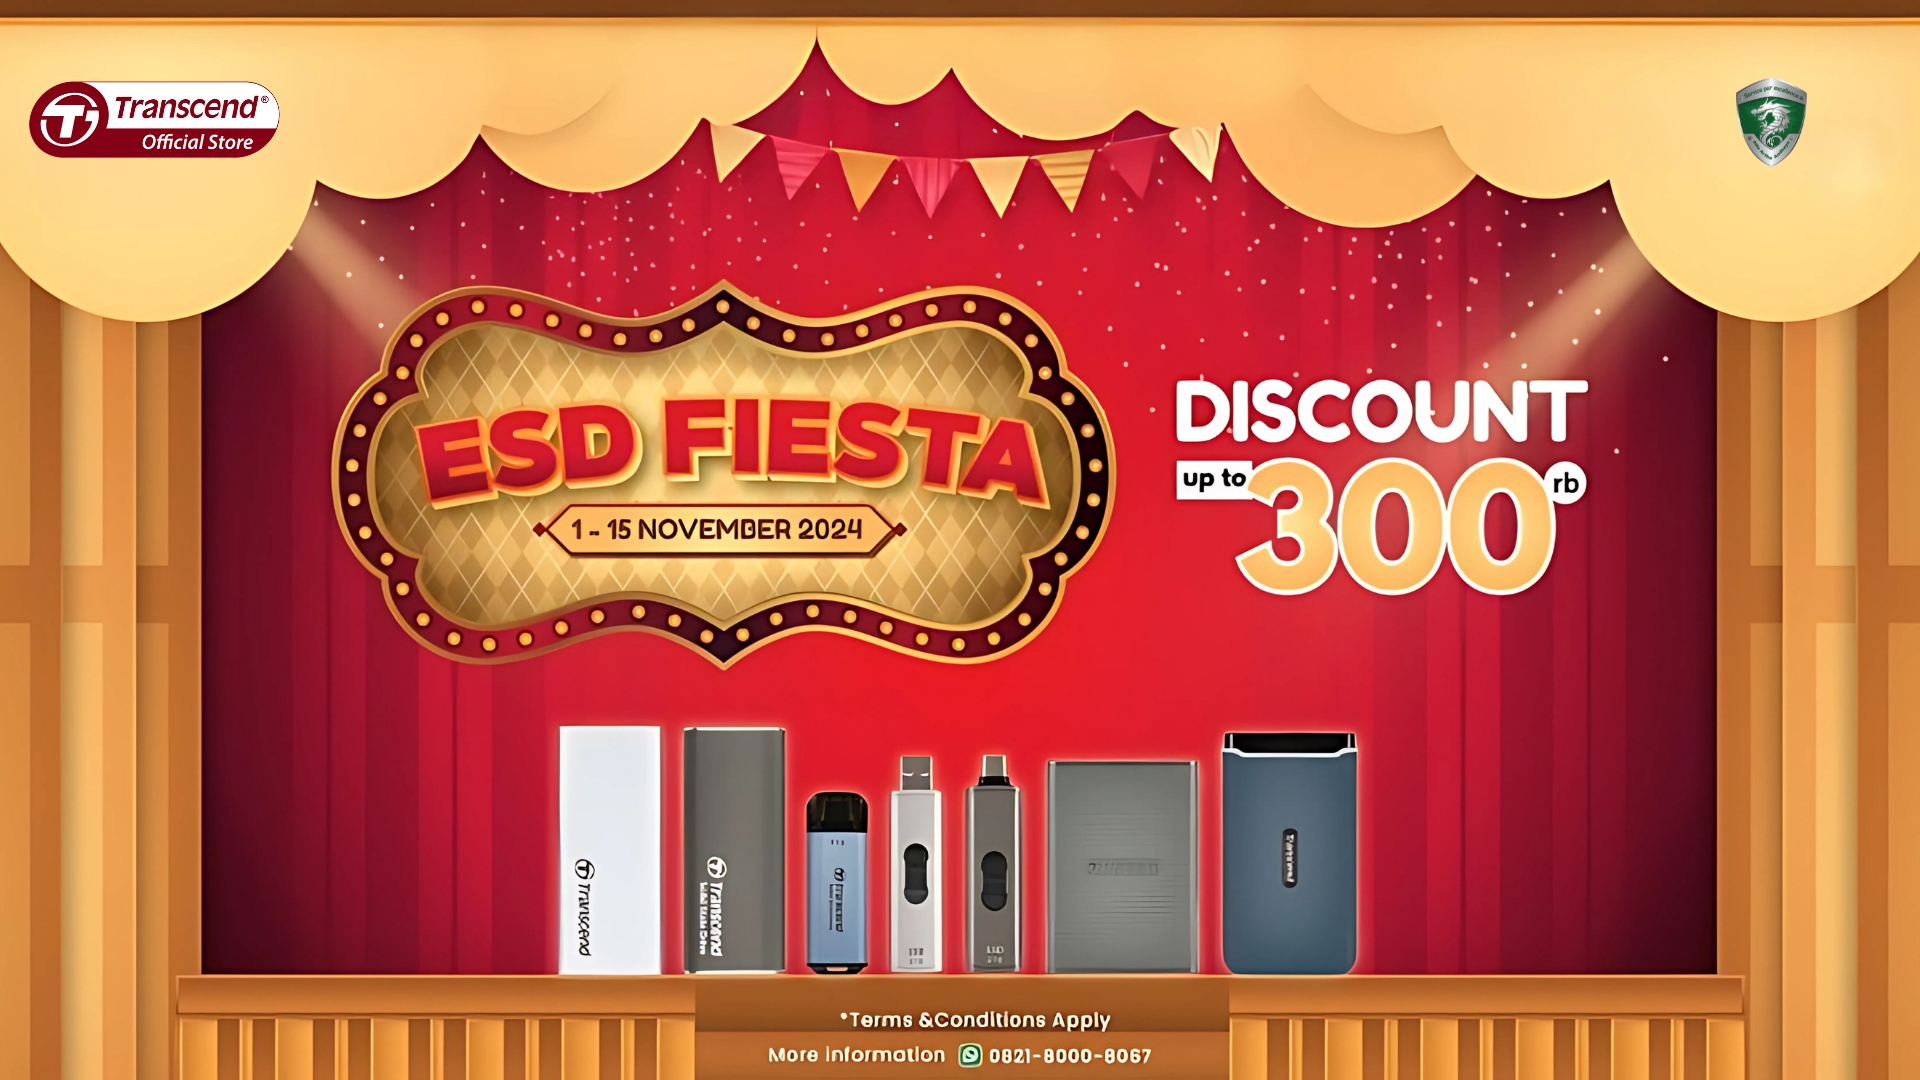 Transcend®
Official Store
ESD FIESTA
1 - 15 NOVEMBER 2024
DISCOUNT
up to 300 rb
Transcend
Transcend
*Terms &Conditions Apply
More information 0821-8000-8067